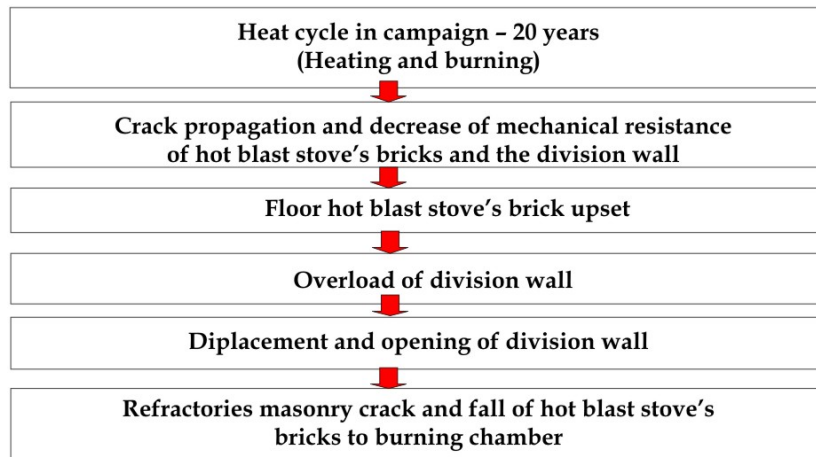 Heat cycle in campaign – 20 years
(Heating and burning)
Crack propagation and decrease of mechanical resistance
of hot blast stove's bricks and the division wall
Floor hot blast stove's brick upset
Overload of division wall
Diplacement and opening of division wall
Refractories masonry crack and fall of hot blast stove's
bricks to burning chamber